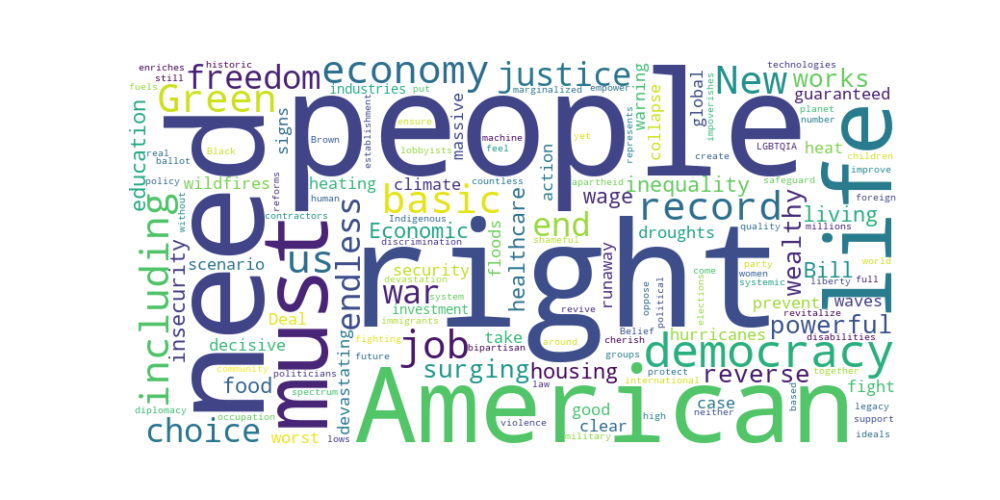 enriches
historic
still
freedom
economy
justice
New
technologies
works
fuels
Green
industries
put
marginalized
empower
warning
global
impoverishes
planet
guaranteed
number
education
need
signs
people
establishment
ensure
lobbyists
massive
machine
yet
feel
represents
collapse
create
LGBTQIA
heat
life
children
improve
real
ballot
Black
Brown
policy
wildfires
without
reforms
human
heating
climate
countless
action
apartheid
inequality
safeguard
foreign
including
contractors
must
endless
basic
Indigenous
Economic
discrimination
healthcare
wage
end
record
millions
quality
wealthy
living
insecurity
scenario
us
right
floods
shameful
droughts
party
women
systemic
Bill
liberty
world
full
security
devastation
system
war
investment
immigrants
runaway
come
elections
political
oppose
prevent
waves
revitalize
Deal
decisive
devastating
fighting
job
bipartisan
take
revive
around
Belief
cherish
hurricanes
powerful
disabilities
future
politicians
community
food
spectrum
surging
housing
groups
law
international
protect
democracy
reverse
together
fight
diplomacy
occupation
choice
worst
lows
American
violence
good
clear
military
high
case
neither
based
legacy
support
ideals